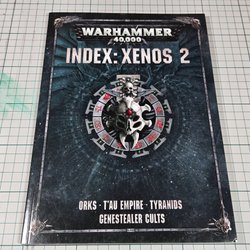 WARHAMMER
40,000
INDEX: XENOS 2
ORKS · T'AU EMPIRE · TYRANIDS
GENESTEALER CULTS